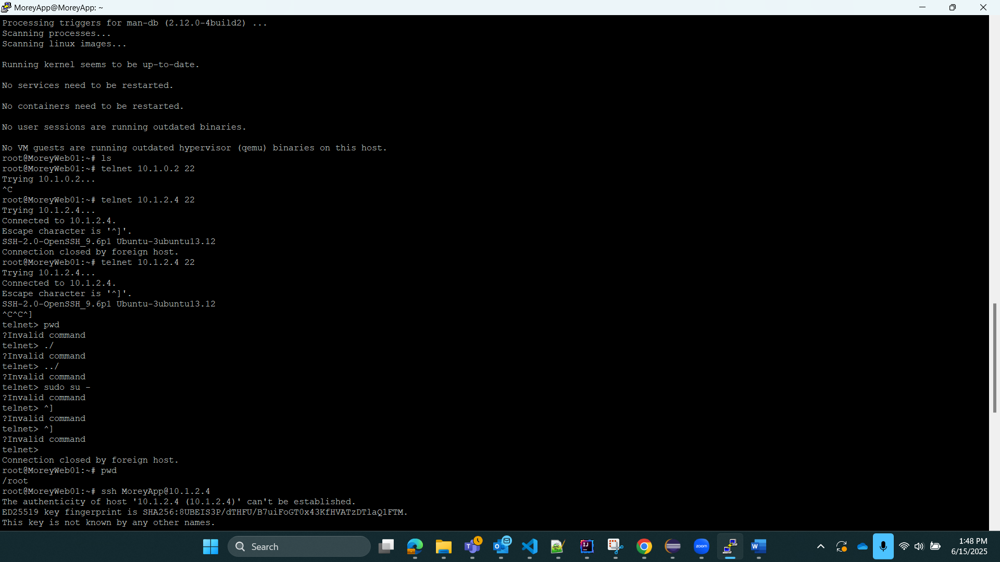 MoreyApp@MoreyApp: ~
Processing triggers for man-db (2.12.0-4build2) ...
Scanning processes...
Scanning linux images...
Running kernel seems to be up-to-date.
No services need to be restarted.
No containers need to be restarted.
No user sessions are running outdated binaries.
No VM guests are running outdated hypervisor (qemu) binaries on this host.
root@MoreyWeb01:~# ls
root@MoreyWeb01:~# telnet 10.1.0.2 22
Trying 10.1.0.2...
^C
root@MoreyWeb01:~# telnet 10.1.2.4 22
Trying 10.1.2.4...
Connected to 10.1.2.4.
Escape character is '^]'.
SSH-2.0-OpenSSH_9.6p1 Ubuntu-3ubuntu13.12
Connection closed by foreign host.
root@MoreyWeb01:~# telnet 10.1.2.4 22
Trying 10.1.2.4...
Connected to 10.1.2.4.
Escape character is '^]'.
SSH-2.0-OpenSSH_9.6p1 Ubuntu-3ubuntu13.12
^C^C^]
telnet> pwd
?Invalid command
telnet> ./
?Invalid command
telnet> ../
?Invalid command
telnet> sudo su -
?Invalid command
telnet> ^]
?Invalid command
telnet> ^]
?Invalid command
telnet>
Connection closed by foreign host.
root@MoreyWeb01:~# pwd
/root
root@MoreyWeb01:~# ssh MoreyApp@10.1.2.4
The authenticity of host '10.1.2.4 (10.1.2.4)' can't be established.
ED25519 key fingerprint is SHA256:8UBEIS3P/dTHFU/B7uiFoGT0x43KfHVATzDTlaQ1FTM.
This key is not known by any other names.
Search
zoom
1:48 PM
6/15/2025